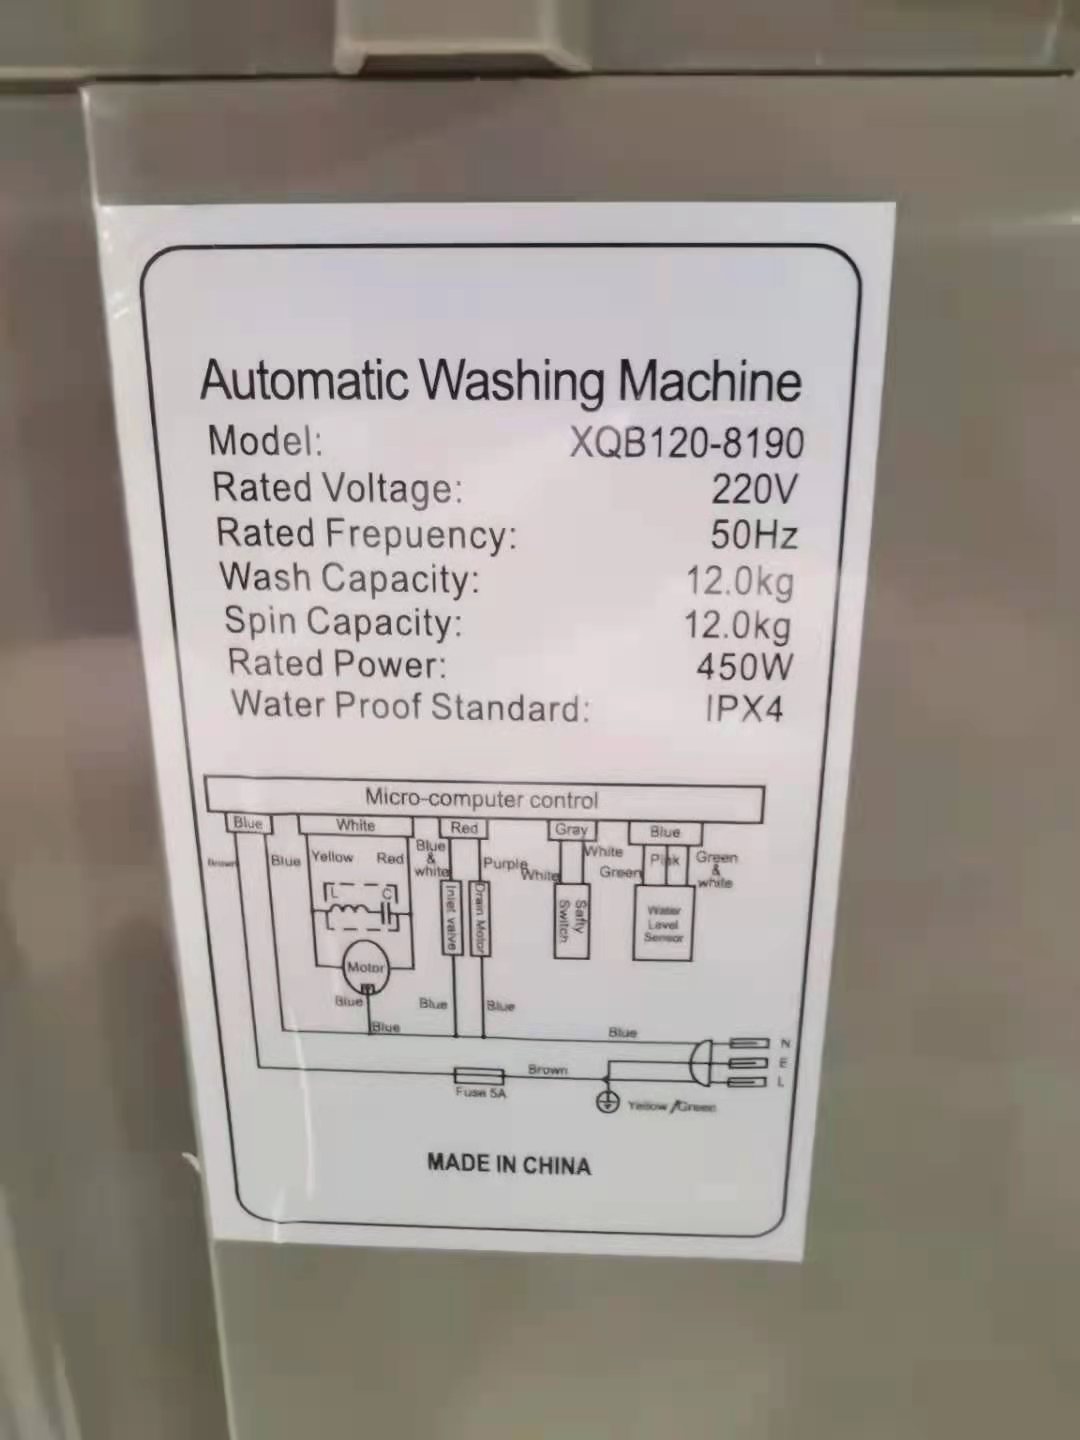 Automatic Washing Machine
Model: XQB120-8190
Rated Voltage: 220V
Rated Frepuency: 50Hz
Wash Capacity: 12.0kg
Spin Capacity: 12.0kg
Rated Power: 450W
Water Proof Standard: IPX4
Micro-computer control
Blue White Red Gray Blue
Brown Blue Yellow Red Blue & white Purple White White Green Pink Green & white
L C
Inlet valve
Drain Motor
Safty Switch
Water
Level
Sensor
Motor
Blue Blue Blue
Blue Blue N
E
Brown L
Fuse 5A
Yellow/Green
MADE IN CHINA